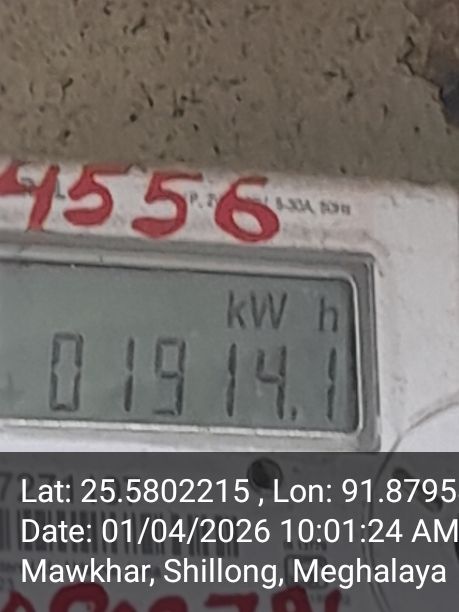 4556
kW h
01914.1
Lat: 25.5802215 , Lon: 91.8795
Date: 01/04/2026 10:01:24 AM
Mawkhar, Shillong, Meghalaya